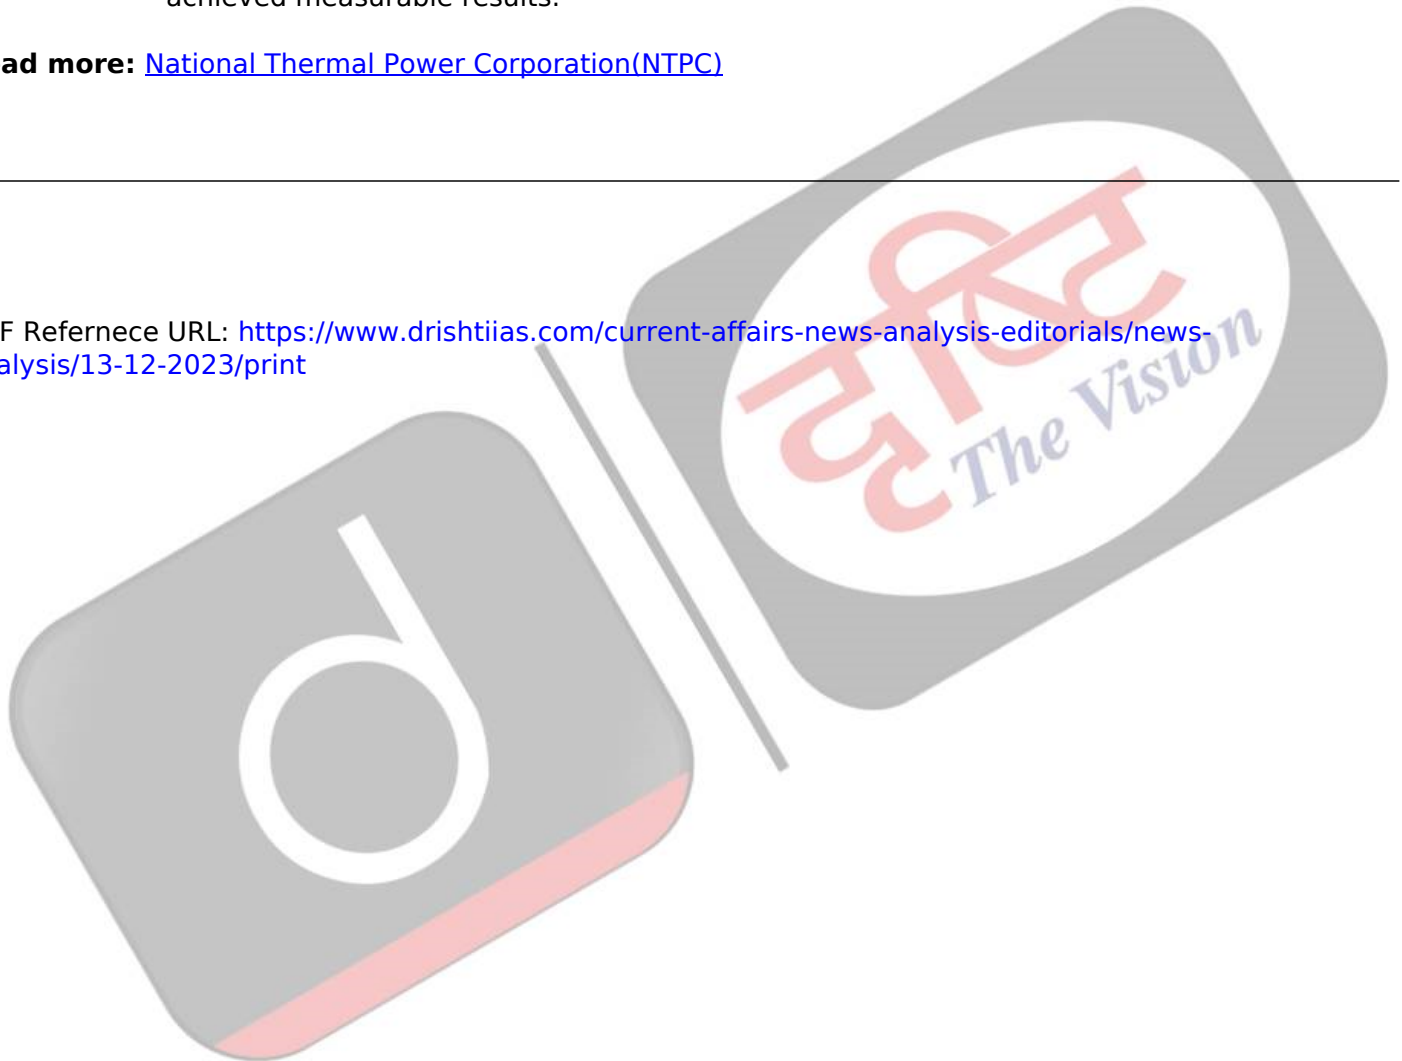 achieved measurable results.
ad more: National Thermal Power Corporation(NTPC)
F Refernece URL: https://www.drishtiias.com/current-affairs-news-analysis-editorials/news-
alysis/13-12-2023/print
दृष्टि
The Vision
d